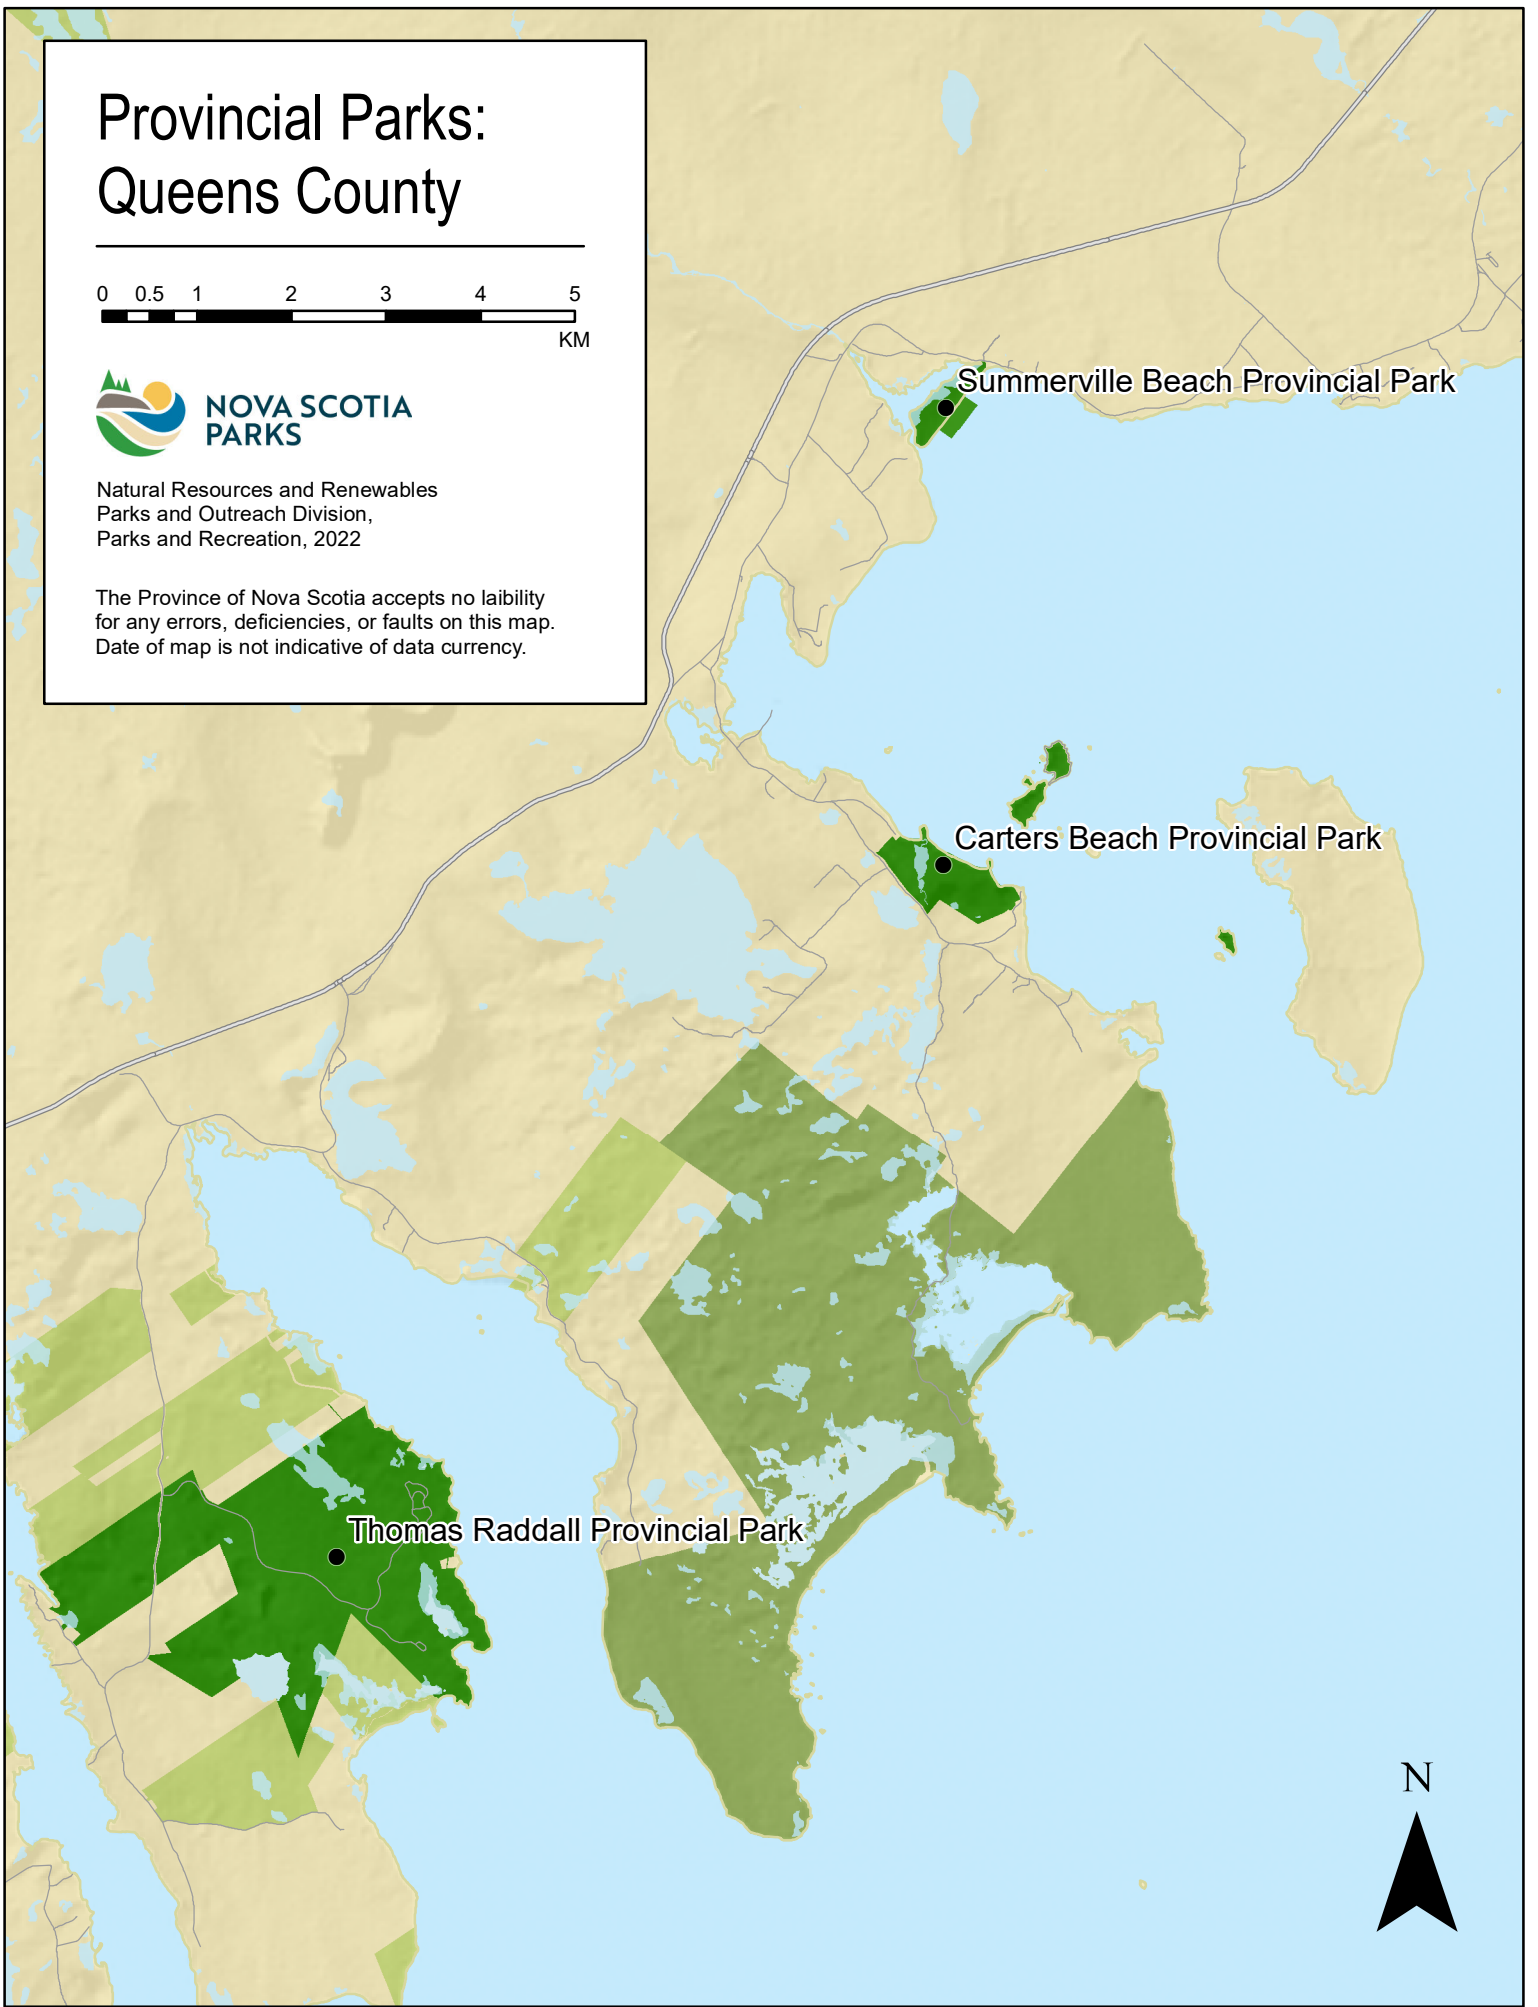 Provincial Parks:
Queens County
0 0.5 1 2 3 4 5
KM
NOVA SCOTIA
PARKS
Natural Resources and Renewables
Parks and Outreach Division,
Parks and Recreation, 2022
The Province of Nova Scotia accepts no laibility
for any errors, deficiencies, or faults on this map.
Date of map is not indicative of data currency.
Summerville Beach Provincial Park
Carters Beach Provincial Park
Thomas Raddall Provincial Park
N